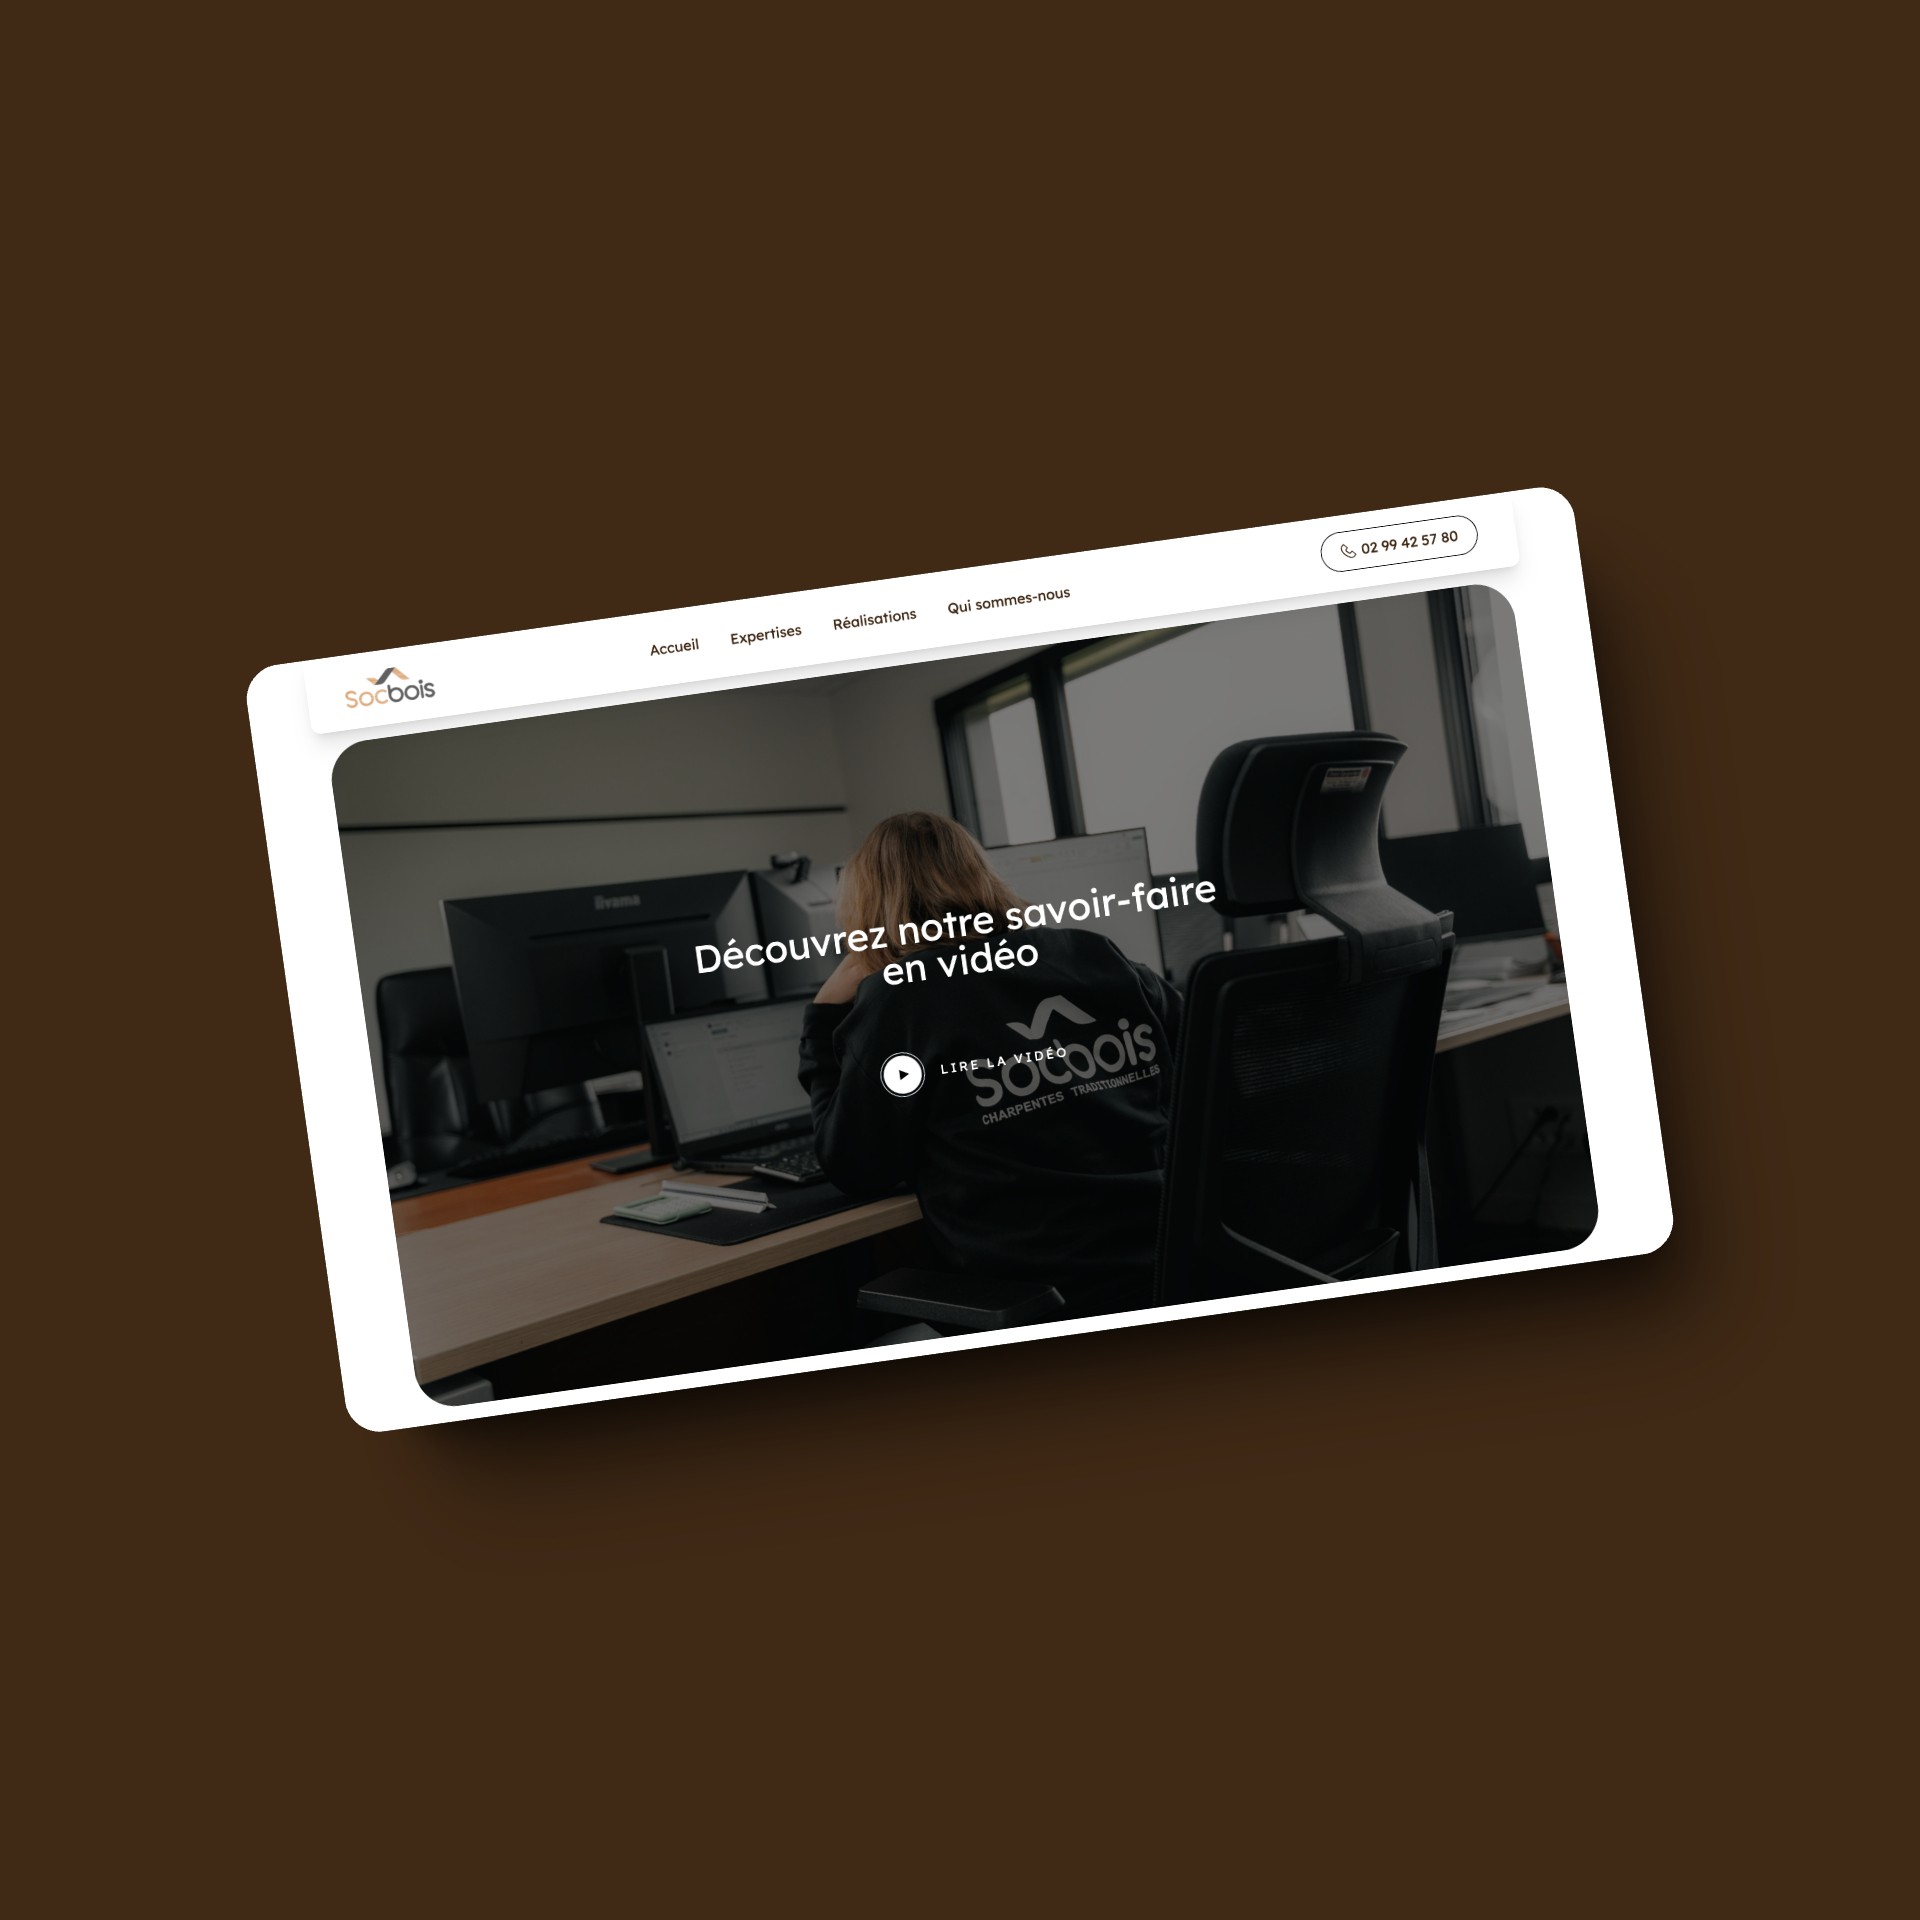 Socbois
Accueil
Expertises
Réalisations
Qui sommes-nous
02 99 42 57 80
iiyama
Découvrez notre savoir-faire
en vidéo
LIRE LA VIDÉO
Socbois
CHARPENTES TRADITIONNELLES